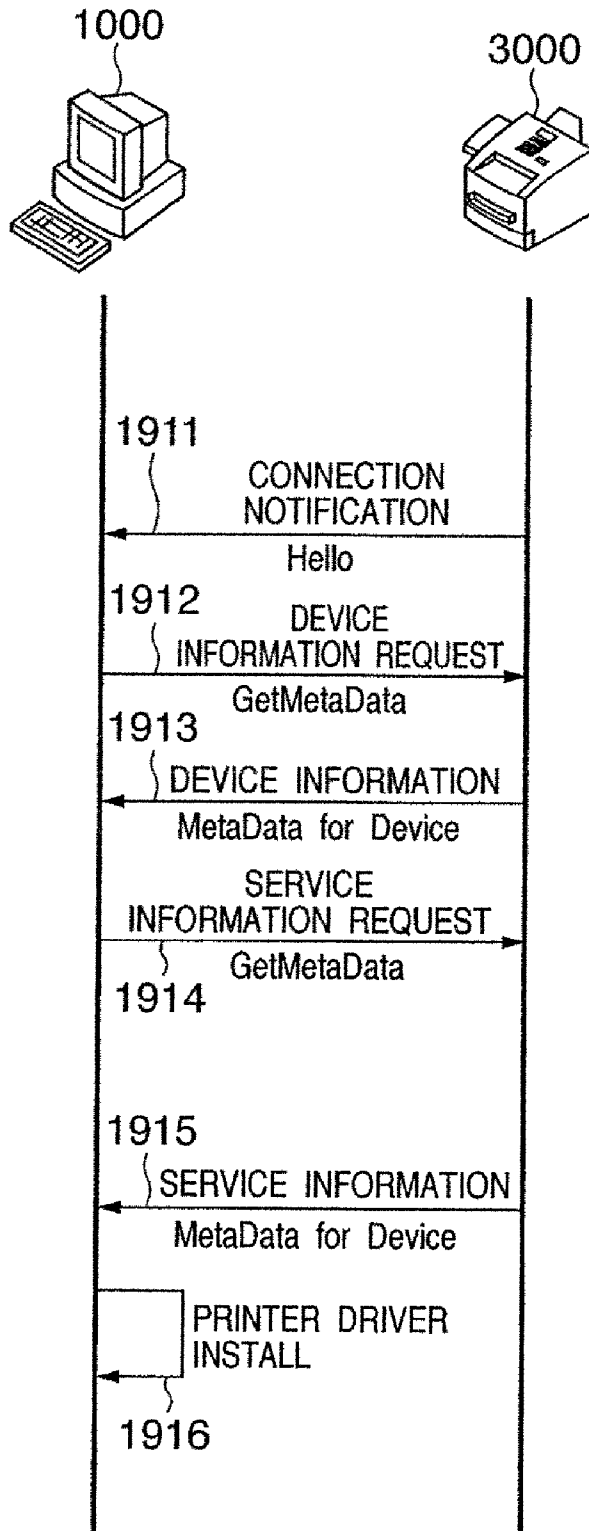 1000
3000
1911
CONNECTION
NOTIFICATION
Hello
1912
DEVICE
INFORMATION REQUEST
GetMetaData
1913
DEVICE INFORMATION
MetaData for Device
SERVICE
INFORMATION REQUEST
GetMetaData
1914
1915
SERVICE INFORMATION
MetaData for Device
PRINTER DRIVER
INSTALL
1916